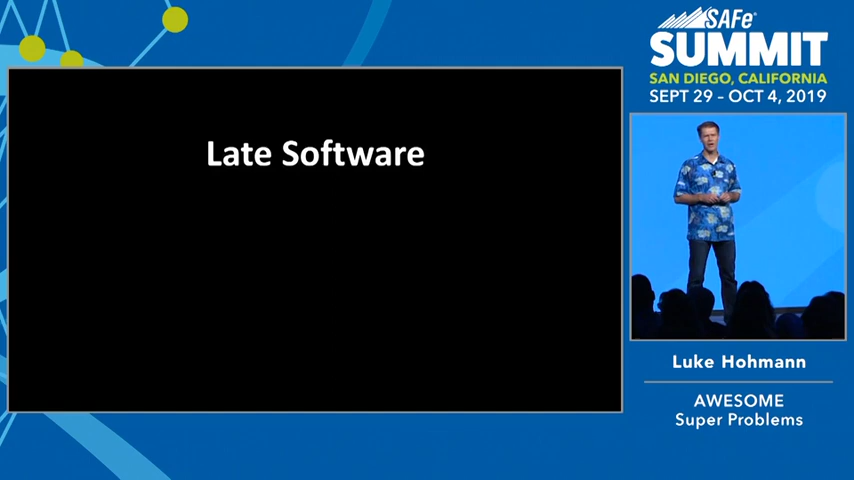 Late Software
SAFe®
SUMMIT
SAN DIEGO, CALIFORNIA
SEPT 29 – OCT 4, 2019
Luke Hohmann
AWESOME
Super Problems